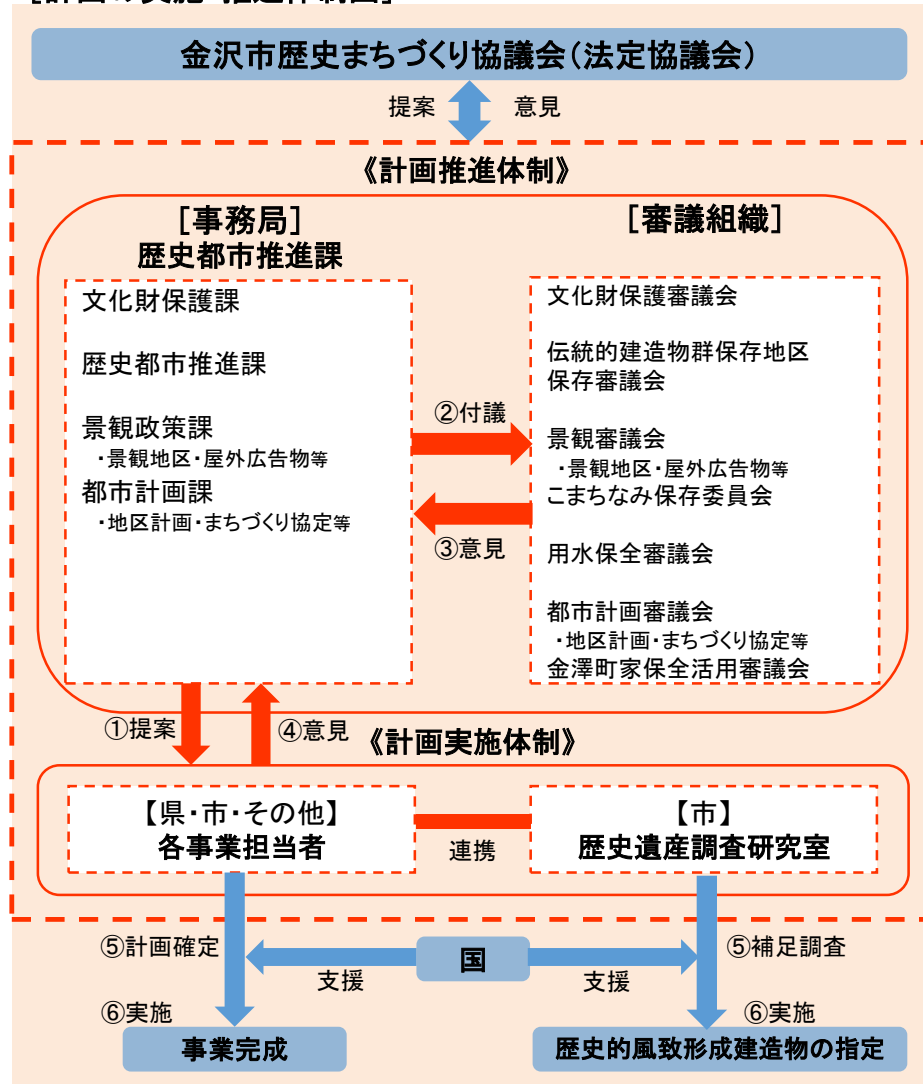 [計画の実施・推進体制図]
金沢市歴史まちづくり協議会(法定協議会)
提案
意見
《計画推進体制》
[事務局]
歴史都市推進課
文化財保護課
歴史都市推進課
景観政策課
・景観地区・屋外広告物等
都市計画課
・地区計画・まちづくり協定等
②付議
③意見
[審議組織]
文化財保護審議会
伝統的建造物群保存地区
保存審議会
景観審議会
・景観地区・屋外広告物等
こまちなみ保存委員会
用水保全審議会
都市計画審議会
・地区計画・まちづくり協定等
金澤町家保全活用審議会
①提案
④意見
《計画実施体制》
【県・市・その他】
各事業担当者
連携
【市】
歴史遺産調査研究室
⑤計画確定
支援
国
支援
⑤補足調査
⑥実施
⑥実施
事業完成
歴史的風致形成建造物の指定